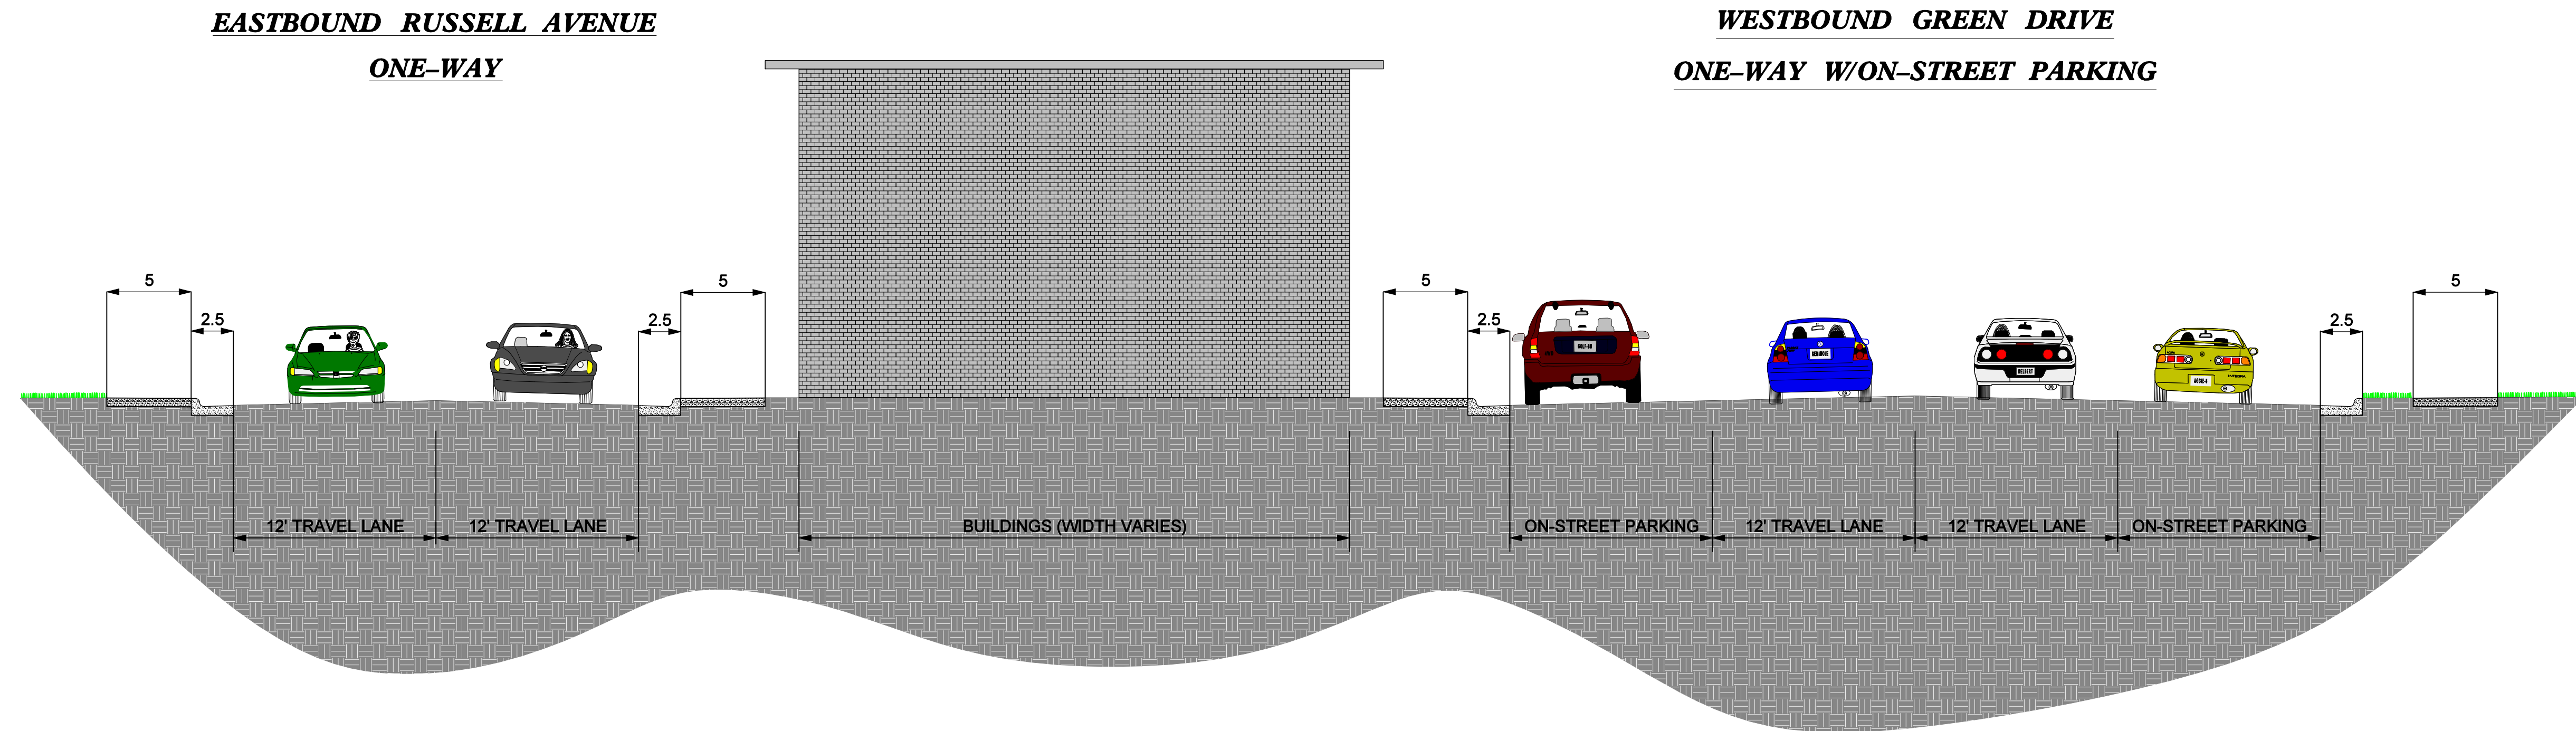 EASTBOUND RUSSELL AVENUE
ONE–WAY
WESTBOUND GREEN DRIVE
ONE–WAY W/ON–STREET PARKING
5
2.5
2.5
5
5
2.5
2.5
5
12' TRAVEL LANE
12' TRAVEL LANE
BUILDINGS (WIDTH VARIES)
ON-STREET PARKING
12' TRAVEL LANE
12' TRAVEL LANE
ON-STREET PARKING